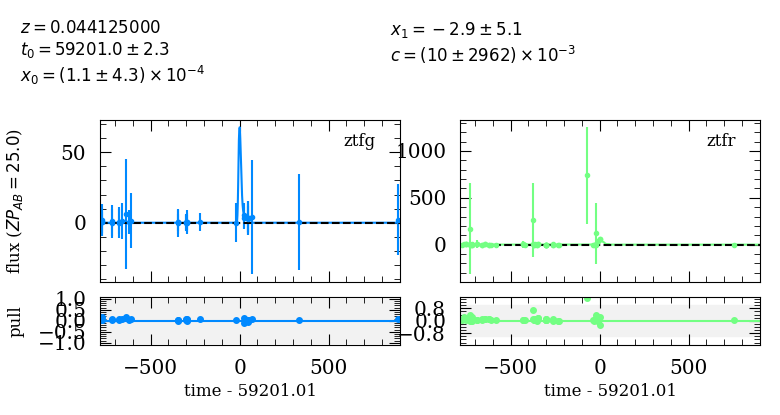 z = 0.044125000
t₀ = 59201.0 ± 2.3
x₀ = (1.1 ± 4.3) × 10⁻⁴
x₁ = −2.9 ± 5.1
c = (10 ± 2962) × 10⁻³
ztfg
50
0
flux (ZP_AB = 25.0)
ztfr
1000
500
0
1.0
0.5
0.0
−0.5
−1.0
pull
0.8
0.0
−0.8
−500 0 500
−500 0 500
time - 59201.01
time - 59201.01